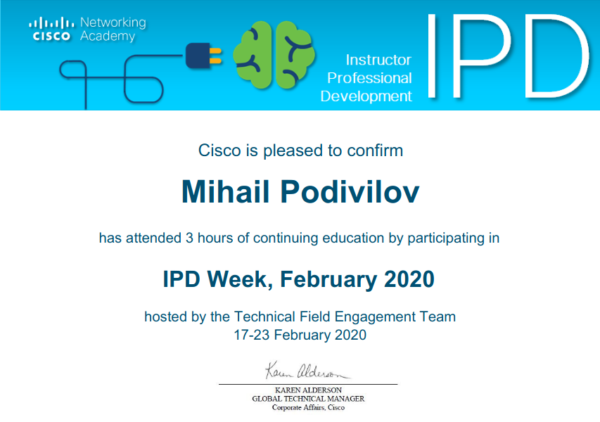 Networking
CISCO Academy
Instructor
Professional
Development
IPD
Cisco is pleased to confirm
Mihail Podivilov
has attended 3 hours of continuing education by participating in
IPD Week, February 2020
hosted by the Technical Field Engagement Team
17-23 February 2020
Karen Alderson
KAREN ALDERSON
GLOBAL TECHNICAL MANAGER
Corporate Affairs, Cisco